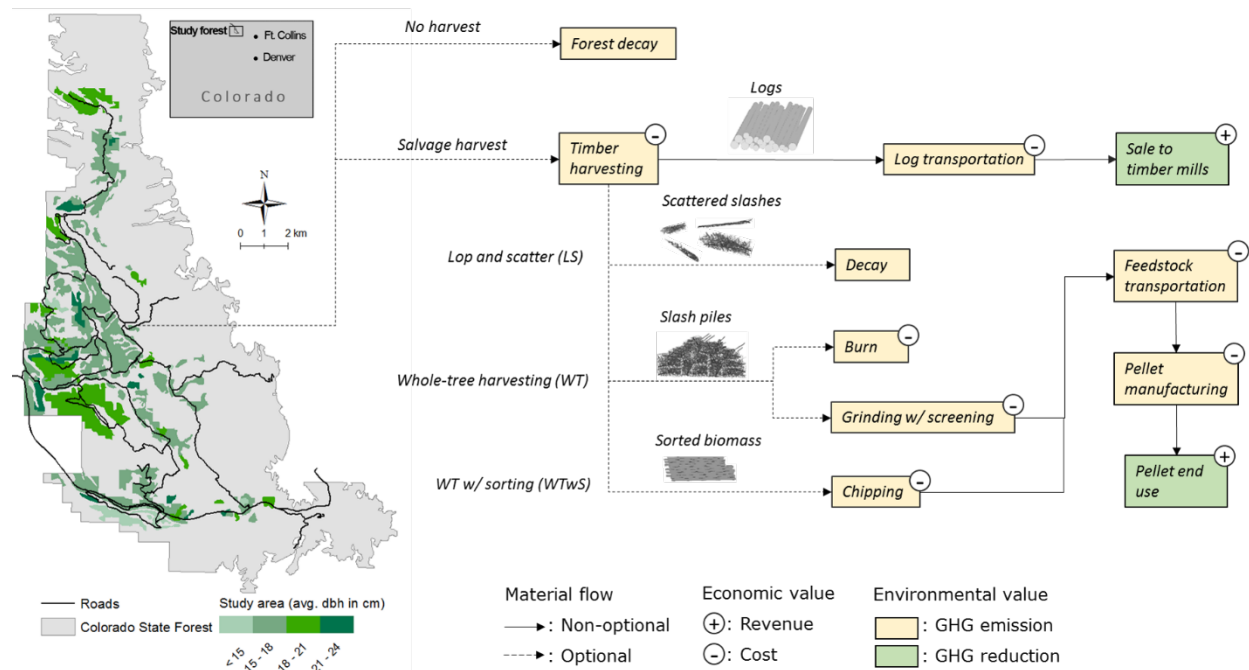 Study forest
Ft. Collins
Denver
Colorado
N
0 1 2 km
Roads
Colorado State Forest
Study area (avg. dbh in cm)
< 15
15 - 18
18 - 21
21 - 24
No harvest
Forest decay
Salvage harvest
Timber
harvesting
-
Logs
Log transportation
-
Sale to
timber mills
+
Scattered slashes
Lop and scatter (LS)
Decay
Slash piles
Whole-tree harvesting (WT)
Burn
-
Grinding w/ screening
-
Sorted biomass
WT w/ sorting (WTwS)
Chipping
-
Feedstock
transportation
-
Pellet
manufacturing
-
Pellet end
use
+
Material flow
: Non-optional
: Optional
Economic value
+: Revenue
-: Cost
Environmental value
: GHG emission
: GHG reduction